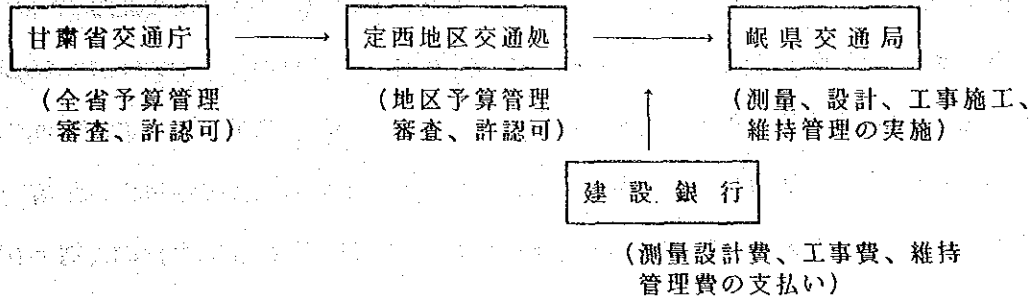 甘肅省交通庁
定西地区交通処
岷県交通局
(全省予算管理
審査、許認可)
(地区予算管理
審査、許認可)
(測量、設計、工事施工、
維持管理の実施)
建設銀行
(測量設計費、工事費、維持
管理費の支払い)